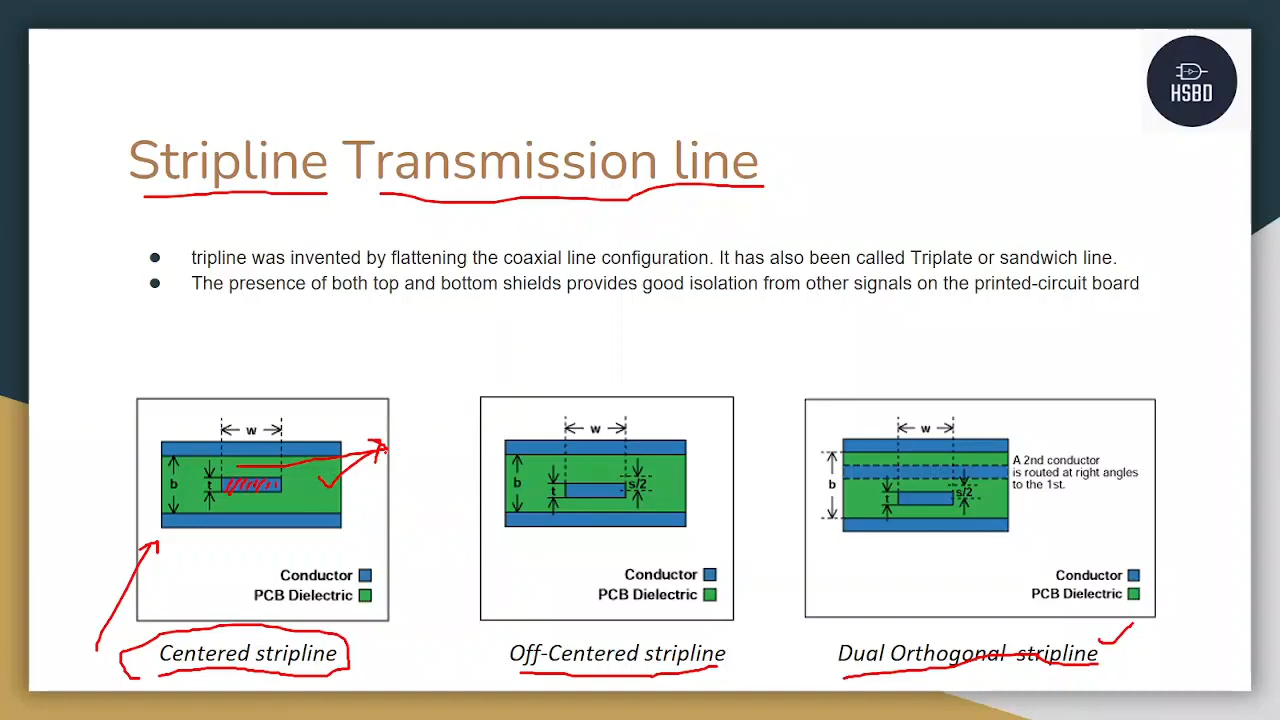 HSBD
Stripline Transmission line
● tripline was invented by flattening the coaxial line configuration. It has also been called Triplate or sandwich line.
● The presence of both top and bottom shields provides good isolation from other signals on the printed-circuit board
w
b
t
Conductor
PCB Dielectric
Centered stripline
w
b
t
s/2
Conductor
PCB Dielectric
Off-Centered stripline
w
A 2nd conductor
is routed at right angles
to the 1st.
b
t
s/2
Conductor
PCB Dielectric
Dual Orthogonal stripline